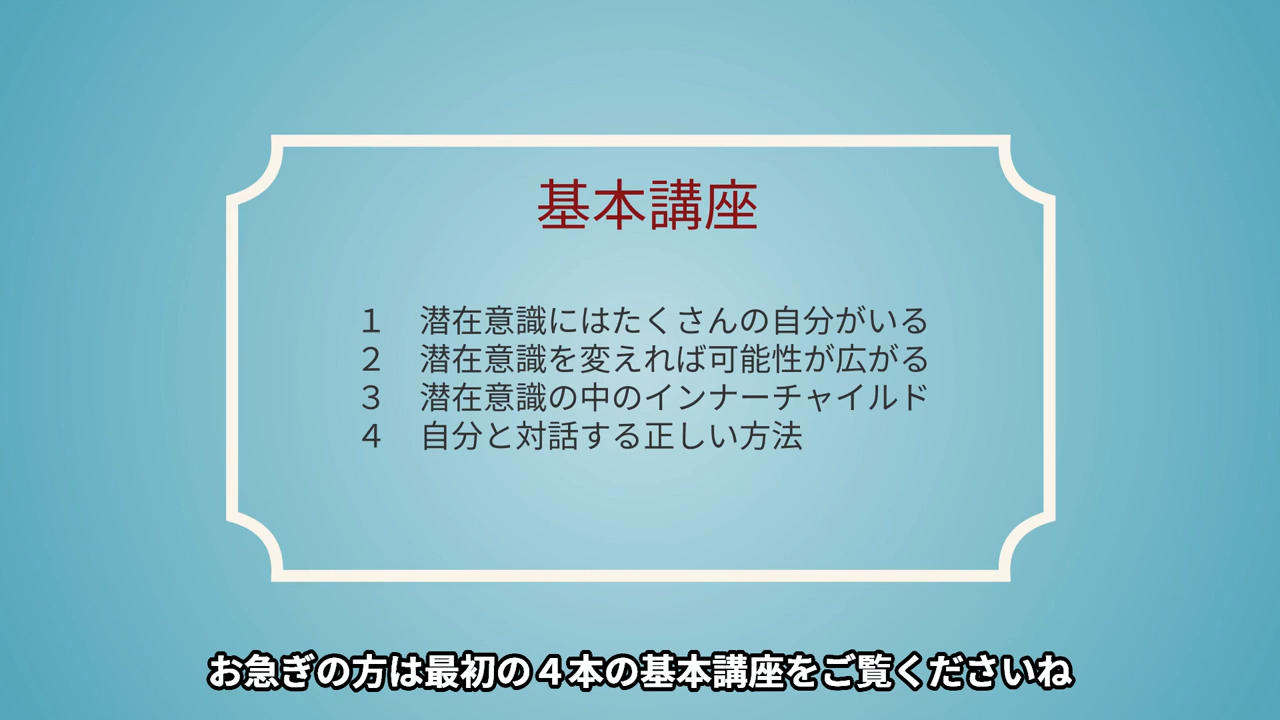 基本講座
１　潜在意識にはたくさんの自分がいる
２　潜在意識を変えれば可能性が広がる
３　潜在意識の中のインナーチャイルド
４　自分と対話する正しい方法
お急ぎの方は最初の４本の基本講座をご覧くださいね